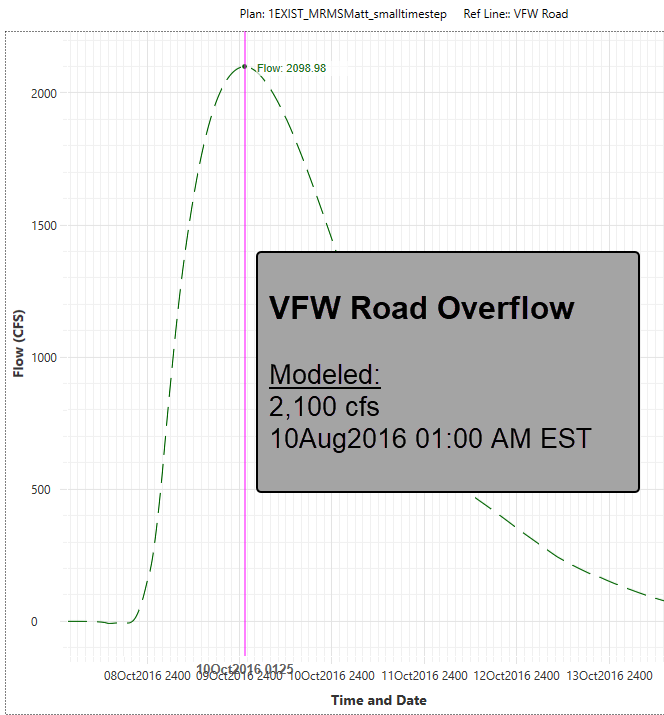 Plan: 1EXIST_MRMSMatt_smalltimestep Ref Line:: VFW Road
Flow: 2098.98
2000
1500
1000
500
0
Flow (CFS)
VFW Road Overflow
Modeled:
2,100 cfs
10Aug2016 01:00 AM EST
10Oct2016 0125
08Oct2016 2400 09Oct2016 2400 10Oct2016 2400 11Oct2016 2400 12Oct2016 2400 13Oct2016 2400
Time and Date